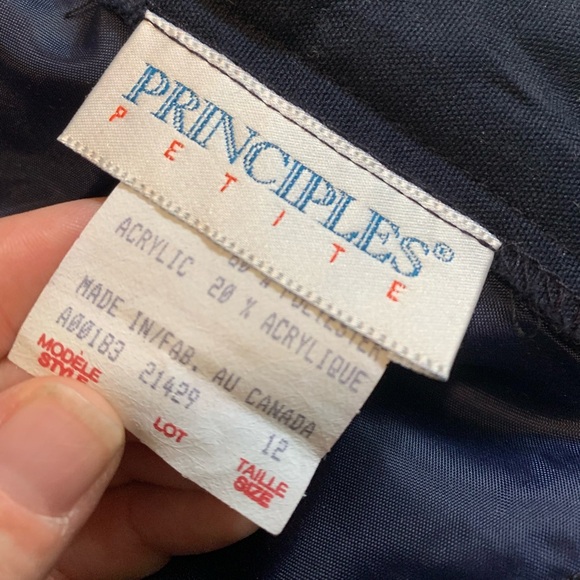 PRINCIPLES®
PETITE
80% POLYESTER
ACRYLIC 20% ACRYLIQUE
MADE IN/FAB. AU CANADA
A00183 21429 12
MODÈLE LOT TAILLE
STYLE SIZE